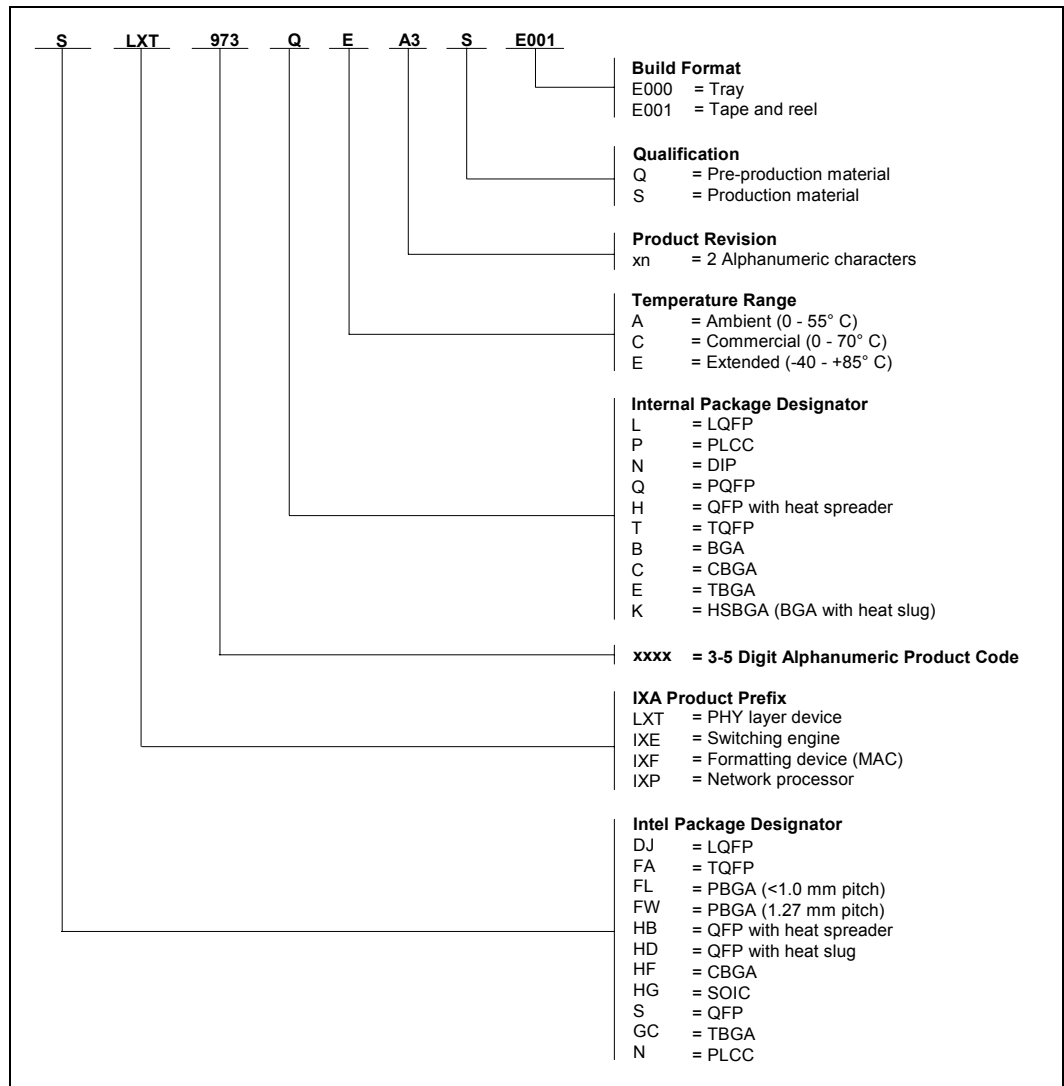 S LXT 973 Q E A3 S E001
Build Format
E000 = Tray
E001 = Tape and reel
Qualification
Q = Pre-production material
S = Production material
Product Revision
xn = 2 Alphanumeric characters
Temperature Range
A = Ambient (0 - 55° C)
C = Commercial (0 - 70° C)
E = Extended (-40 - +85° C)
Internal Package Designator
L = LQFP
P = PLCC
N = DIP
Q = PQFP
H = QFP with heat spreader
T = TQFP
B = BGA
C = CBGA
E = TBGA
K = HSBGA (BGA with heat slug)
xxxx = 3-5 Digit Alphanumeric Product Code
IXA Product Prefix
LXT = PHY layer device
IXE = Switching engine
IXF = Formatting device (MAC)
IXP = Network processor
Intel Package Designator
DJ = LQFP
FA = TQFP
FL = PBGA (<1.0 mm pitch)
FW = PBGA (1.27 mm pitch)
HB = QFP with heat spreader
HD = QFP with heat slug
HF = CBGA
HG = SOIC
S = QFP
GC = TBGA
N = PLCC